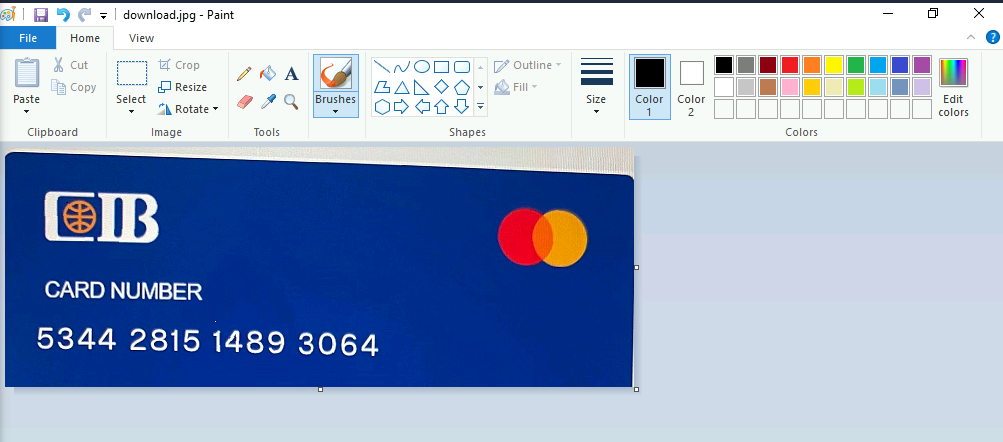 download.jpg - Paint
File
Home
View
Paste
Cut
Copy
Clipboard
Select
Crop
Resize
Rotate
Image
A
Tools
Brushes
Outline
Fill
Shapes
Size
Color
1
Color
2
Edit
colors
Colors
CIB
CARD NUMBER
5344 2815 1489 3064